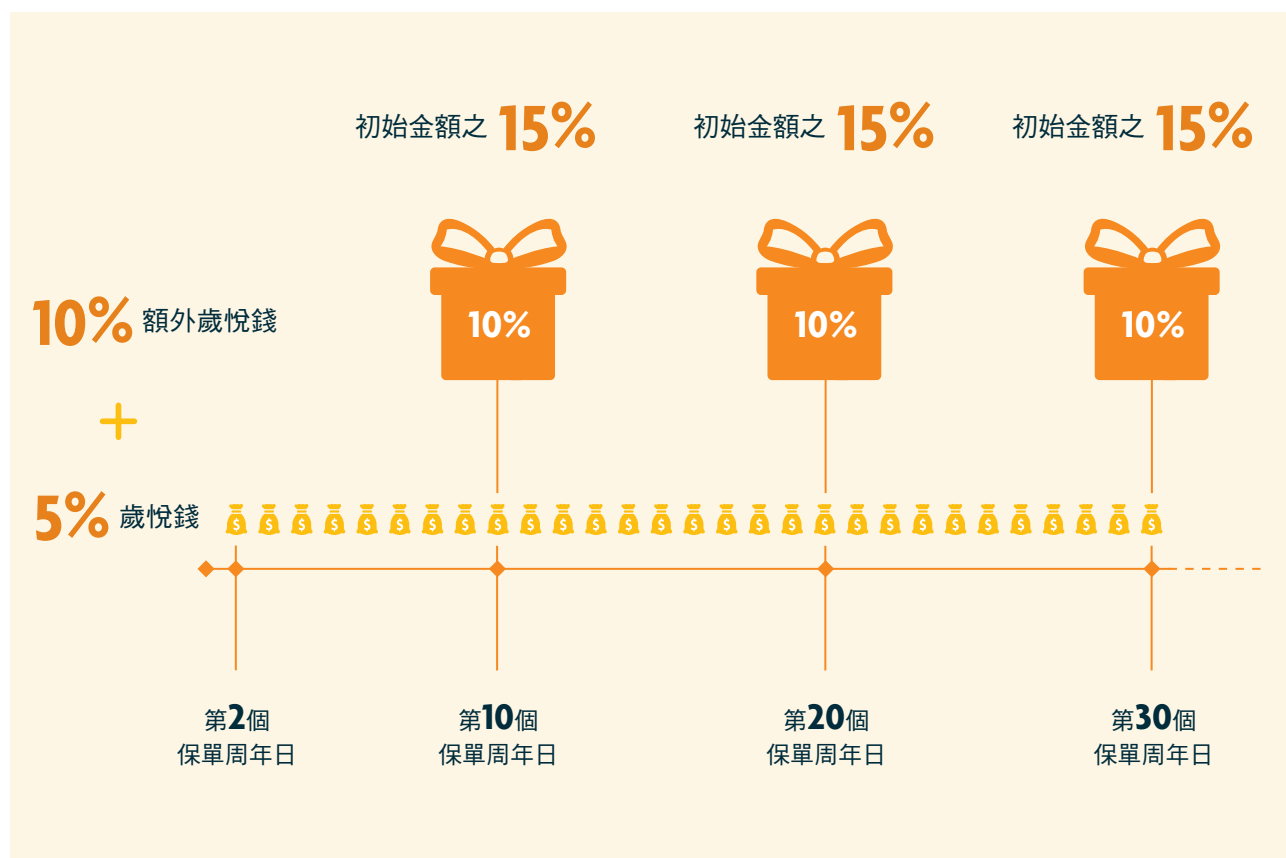 初始金額之 15%
初始金額之 15%
初始金額之 15%
10% 額外歲悅錢
10%
10%
10%
+
5% 歲悅錢
$ $ $ $ $ $ $ $ $ $ $ $ $ $ $ $ $ $ $ $ $ $ $ $ $ $ $ $ $
第2個
保單周年日
第10個
保單周年日
第20個
保單周年日
第30個
保單周年日